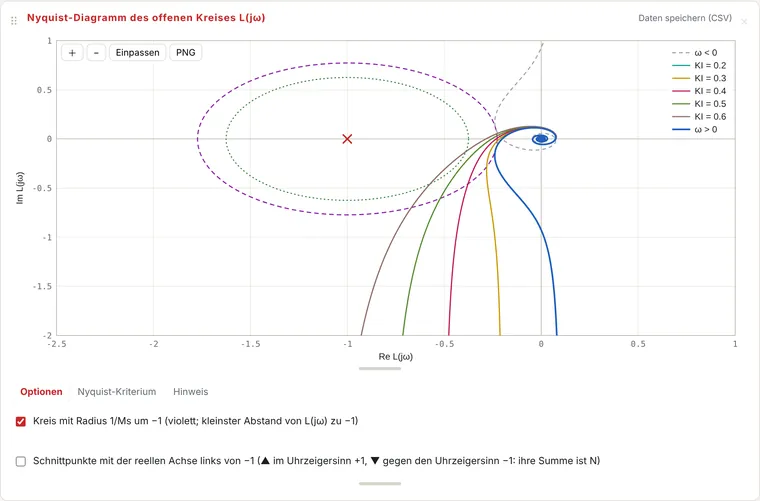 Nyquist-Diagramm des offenen Kreises L(jω)
Daten speichern (CSV)
×
+ − Einpassen PNG
ω < 0
KI = 0.2
KI = 0.3
KI = 0.4
KI = 0.5
KI = 0.6
ω > 0
1
0.5
0
-0.5
-1
-1.5
-2
Im L(jω)
-2.5 -2 -1.5 -1 -0.5 0 0.5 1
Re L(jω)
Optionen Nyquist-Kriterium Hinweis
Kreis mit Radius 1/Ms um −1 (violett; kleinster Abstand von L(jω) zu −1)
Schnittpunkte mit der reellen Achse links von −1 (▲ im Uhrzeigersinn +1, ▼ gegen den Uhrzeigersinn −1: ihre Summe ist N)